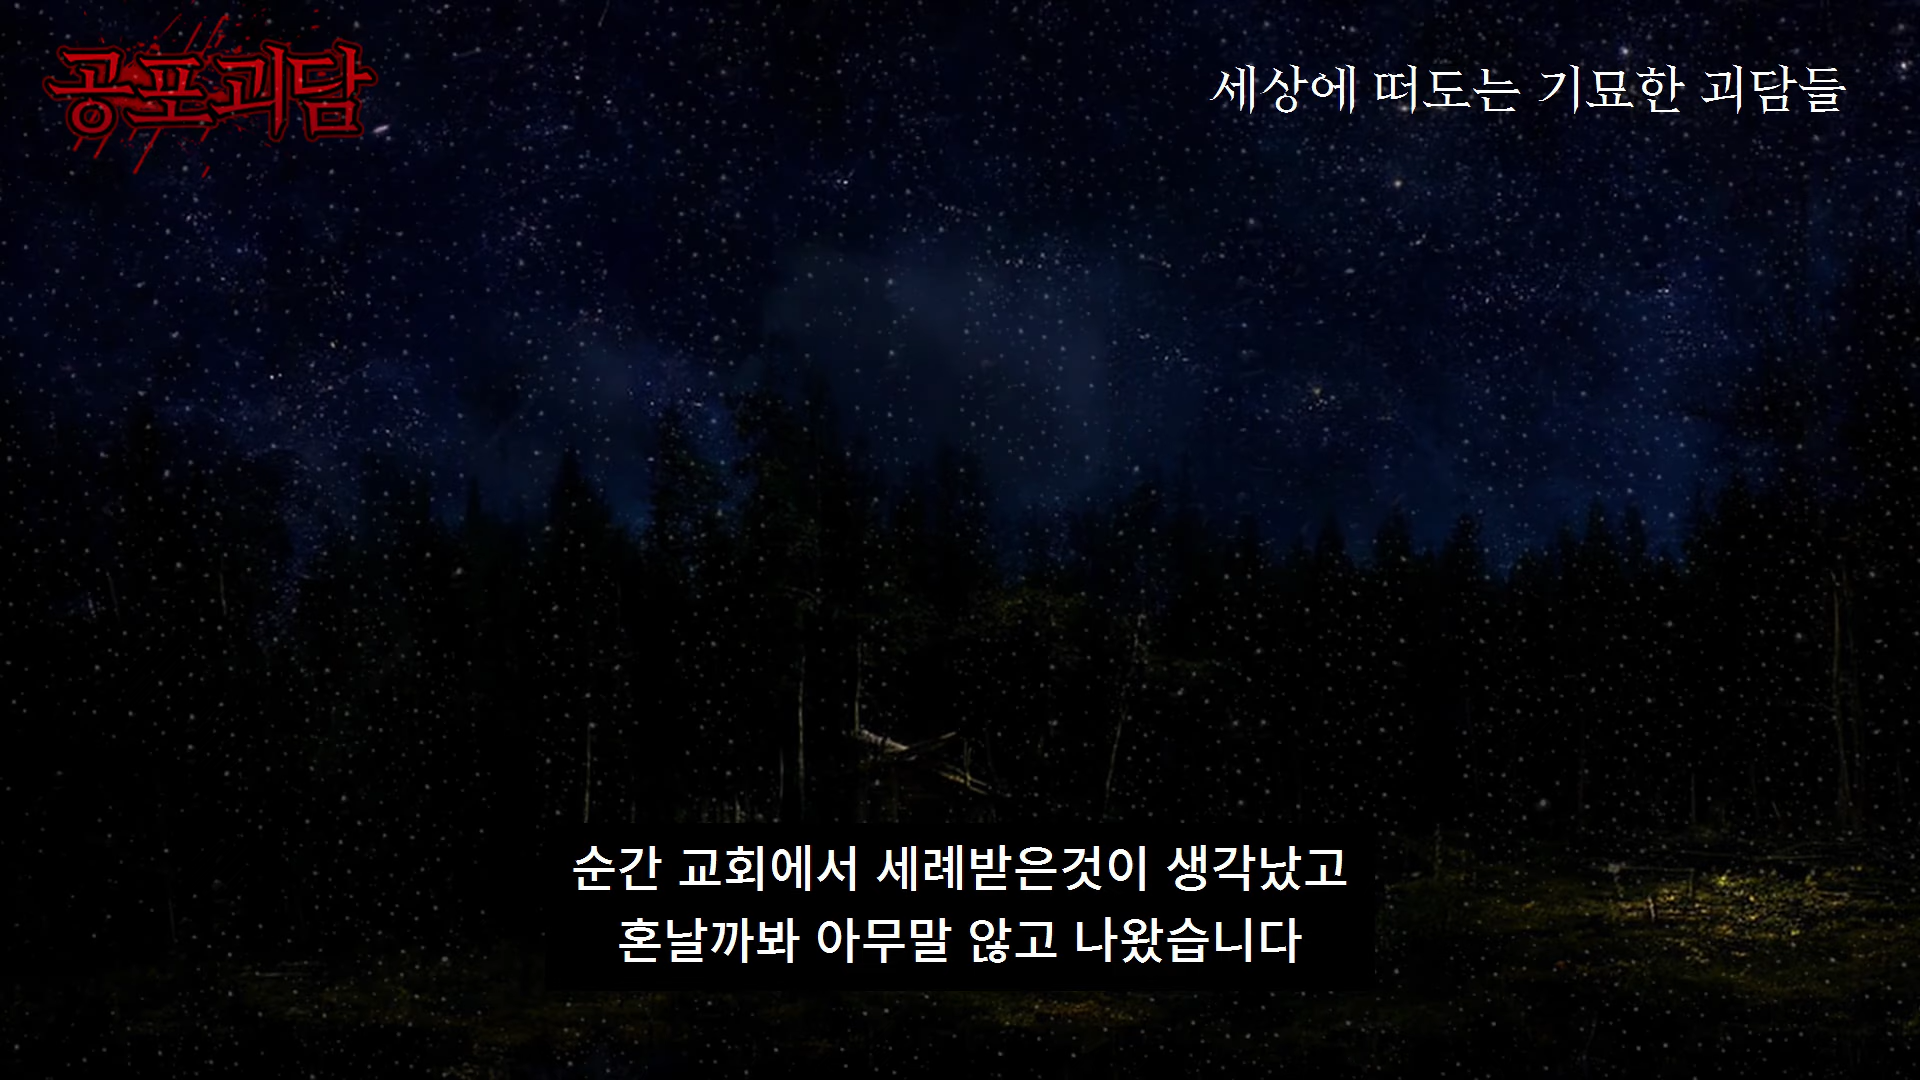 공포괴담
세상에 떠도는 기묘한 괴담들
순간 교회에서 세례받은것이 생각났고
혼날까봐 아무말 않고 나왔습니다